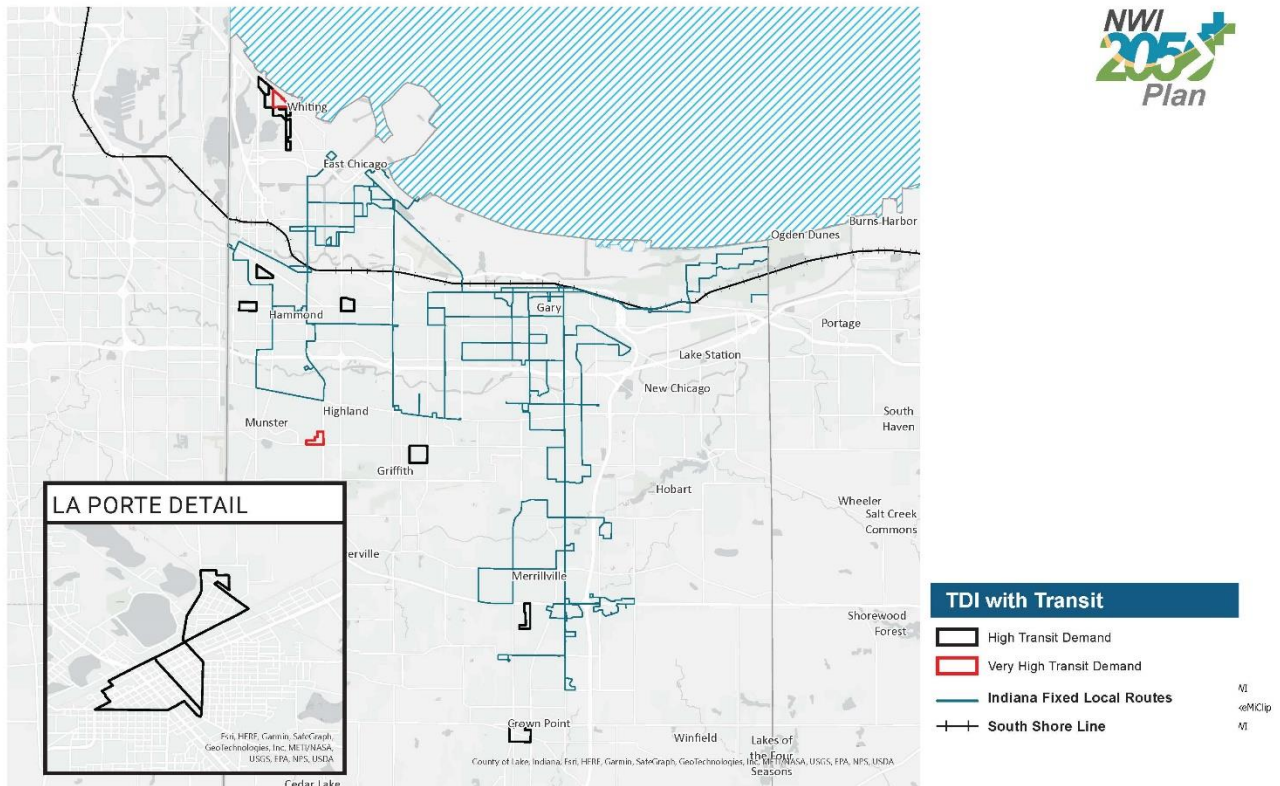 NWI
2050+
Plan
Whiting
East Chicago
Burns Harbor
Ogden Dunes
Hammond
Gary
Portage
Lake Station
New Chicago
Munster
Highland
South
Haven
Griffith
Hobart
Wheeler
Salt Creek
Commons
LA PORTE DETAIL
erville
Merrillville
Shorewood
Forest
Crown Point
Winfield
Lakes of
the Four
Seasons
Cedar Lake
Esri, HERE, Garmin, SafeGraph,
GeoTechnologies, Inc, METI/NASA,
USGS, EPA, NPS, USDA
County of Lake, Indiana, Esri, HERE, Garmin, SafeGraph, GeoTechnologies, Inc, METI/NASA, USGS, EPA, NPS, USDA
TDI with Transit
High Transit Demand
Very High Transit Demand
Indiana Fixed Local Routes
South Shore Line
VI
keMiClip
VI